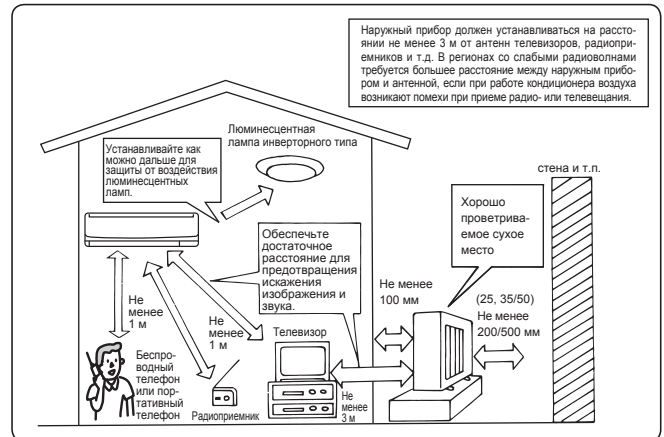 Наружный прибор должен устанавливаться на рассто-
янии не менее 3 м от антенн телевизоров, радиопри-
емников и т.д. В регионах со слабыми радиоволнами
требуется большее расстояние между наружным прибо-
ром и антенной, если при работе кондиционера воздуха
возникают помехи при приеме радио- или телевещания.
Люминесцентная
лампа инверторного типа
Устанавливайте как
можно дальше для
защиты от воздействия
люминесцентных
ламп.
стена и т.п.
Хорошо
проветрива-
емое сухое
место
Обеспечьте
достаточное
расстояние для
предотвращения
искажения
изображения и
звука.
Не менее
100 мм
(25, 35/50)
Не менее
200/500 мм
Не
менее
1 м
Не
менее
1 м
Телевизор
Беспро-
водный
телефон
или пор-
тативный
телефон
Радиоприемник
Не
менее
3 м